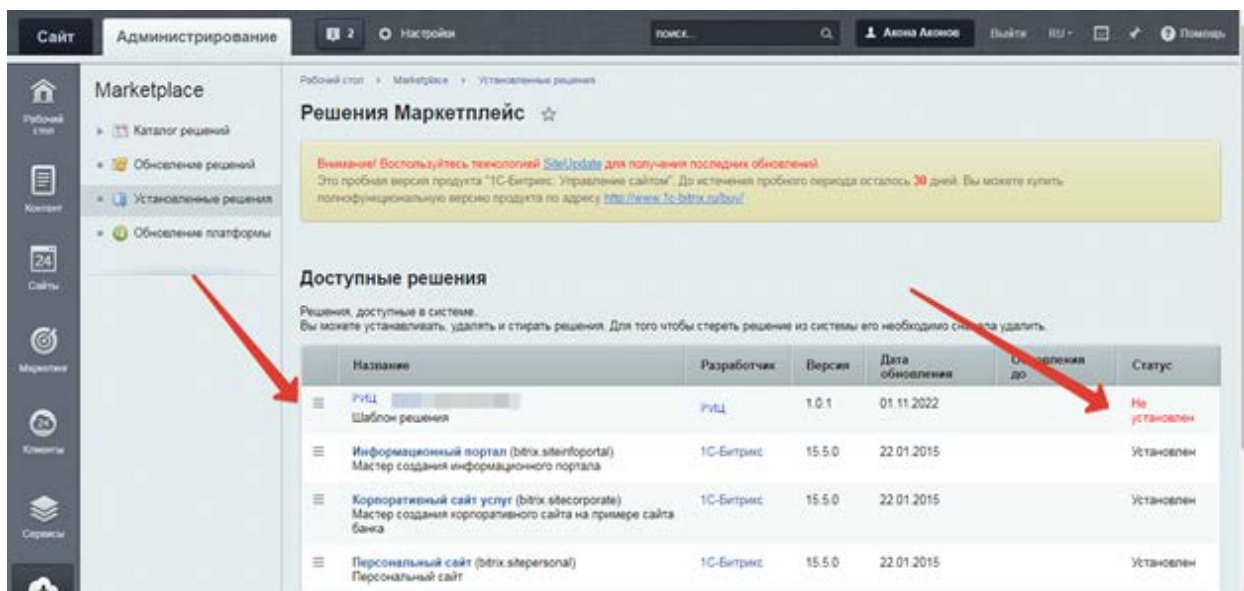 Сайт
Администрирование
2
Настройки
поиск...
Выйти
RU
Помощь
Рабочий стол
Контент
24
Сайты
Маркетинг
24
Клиенты
Сервисы
Marketplace
Каталог решений
Обновление решений
Установленные решения
Обновление платформы
Рабочий стол Marketplace Установленные решения
Решения Маркетплейс
Внимание! Воспользуйтесь технологией SiteUpdate для получения последних обновлений.
Это пробная версия продукта "1С-Битрикс: Управление сайтом". До истечения пробного периода осталось 30 дней. Вы можете купить
полнофункциональную версию продукта по адресу http://www.1c-bitrix.ru/buy/
Доступные решения
Решения, доступные в системе.
Вы можете устанавливать, удалять и стирать решения. Для того чтобы стереть решение из системы его необходимо сначала удалить.
Название Разработчик Версия Дата обновления Обновления до Статус
РИЦ РИЦ 1.0.1 01.11.2022 Не установлен
Шаблон решения
Информационный портал (bitrix.siteinfoportal) 1С-Битрикс 15.5.0 22.01.2015 Установлен
Мастер создания информационного портала
Корпоративный сайт услуг (bitrix.sitecorporate) 1С-Битрикс 15.5.0 22.01.2015 Установлен
Мастер создания корпоративного сайта на примере сайта
банка
Персональный сайт (bitrix.sitepersonal) 1С-Битрикс 15.5.0 22.01.2015 Установлен
Персональный сайт